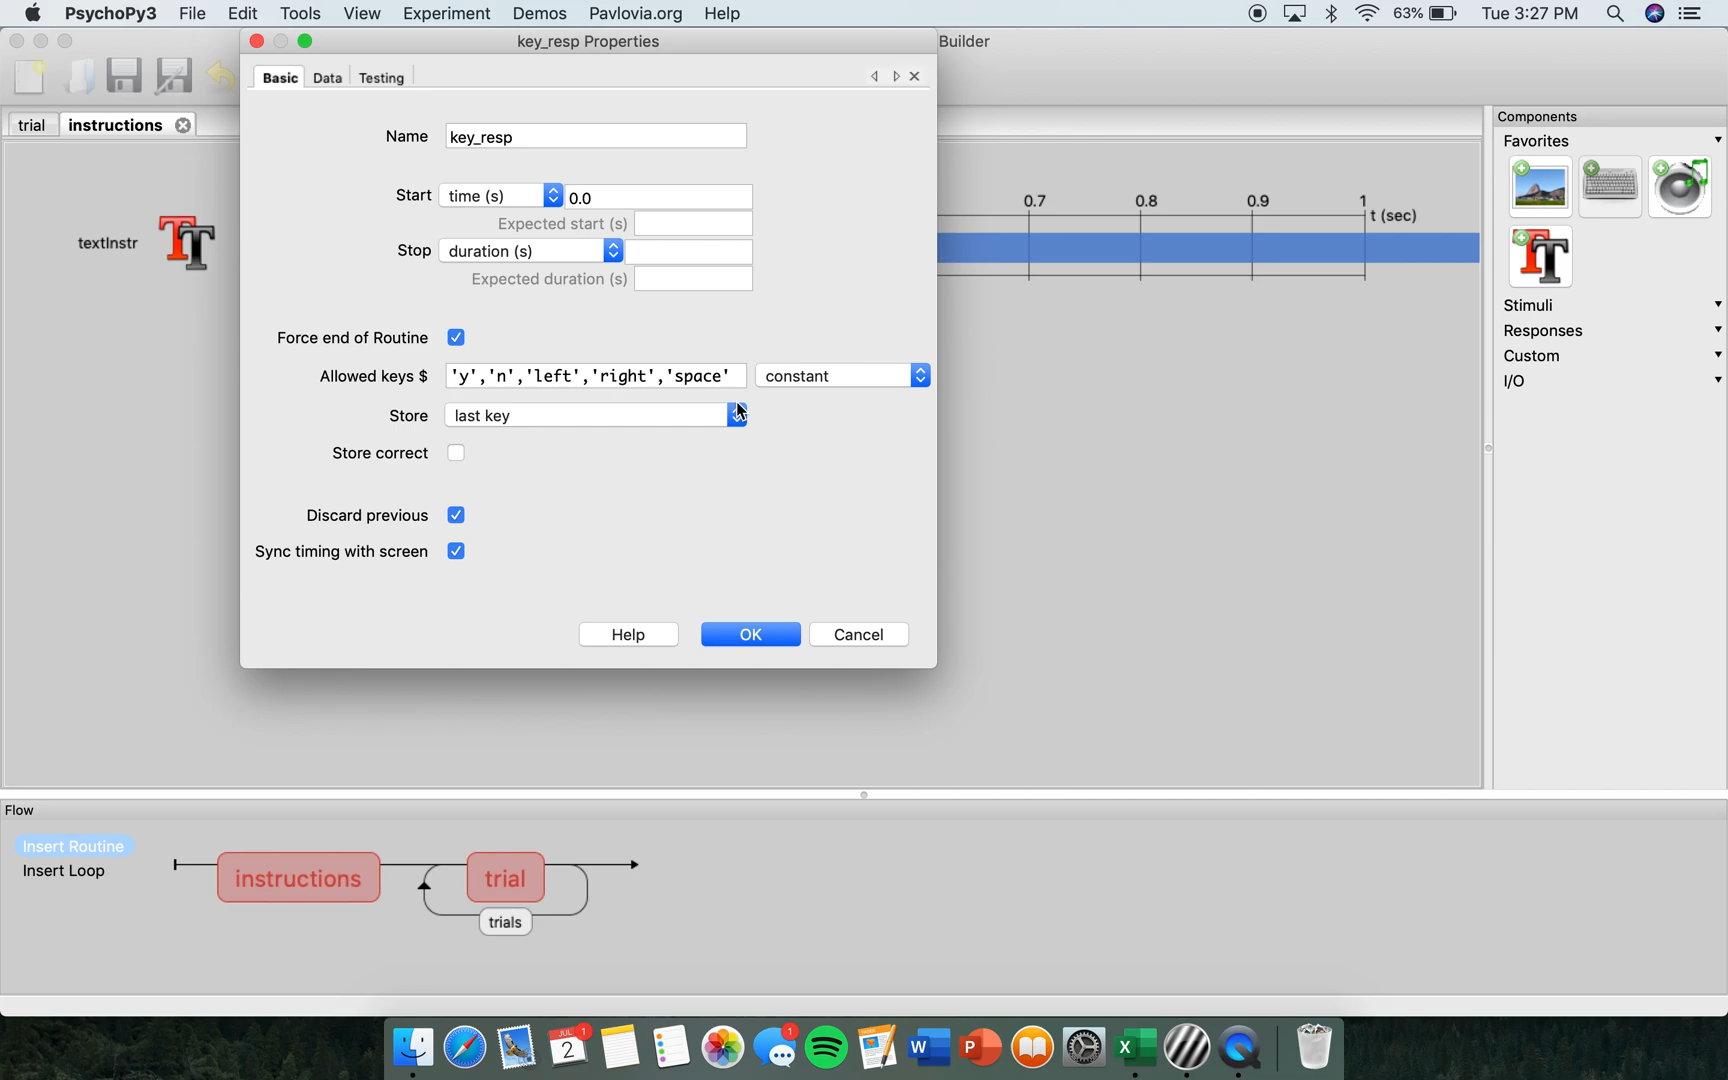 PsychoPy3 File Edit Tools View Experiment Demos Pavlovia.org Help 63% Tue 3:27 PM
key_resp Properties Builder
Basic Data Testing
trial instructions
Name key_resp
Start time (s) 0.0
Expected start (s)
Stop duration (s)
Expected duration (s)
Force end of Routine
Allowed keys $ 'y','n','left','right','space' constant
Store last key
Store correct
Discard previous
Sync timing with screen
Help OK Cancel
textInstr
0.7 0.8 0.9 1
t (sec)
Components
Favorites
Stimuli
Responses
Custom
I/O
Flow
Insert Routine
Insert Loop
instructions trial
trials
JUL 1 1
2
W P X